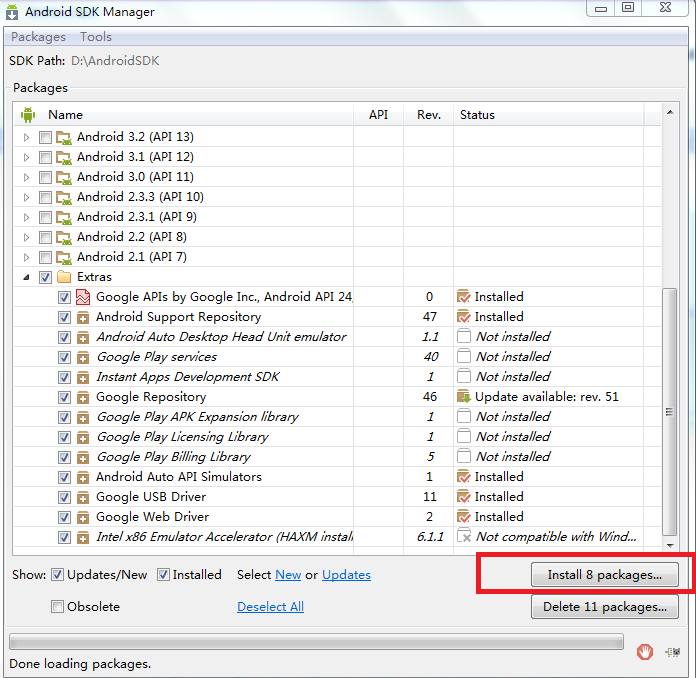 Android SDK Manager
Packages Tools
SDK Path: D:\AndroidSDK
Packages
Name API Rev. Status
Android 3.2 (API 13)
Android 3.1 (API 12)
Android 3.0 (API 11)
Android 2.3.3 (API 10)
Android 2.3.1 (API 9)
Android 2.2 (API 8)
Android 2.1 (API 7)
Extras
Google APIs by Google Inc., Android API 24, 0 Installed
Android Support Repository 47 Installed
Android Auto Desktop Head Unit emulator 1.1 Not installed
Google Play services 40 Not installed
Instant Apps Development SDK 1 Not installed
Google Repository 46 Update available: rev. 51
Google Play APK Expansion library 1 Not installed
Google Play Licensing Library 1 Not installed
Google Play Billing Library 5 Not installed
Android Auto API Simulators 1 Installed
Google USB Driver 11 Installed
Google Web Driver 2 Installed
Intel x86 Emulator Accelerator (HAXM install 6.1.1 Not compatible with Wind...
Show: Updates/New Installed Select New or Updates Install 8 packages...
Obsolete Deselect All Delete 11 packages...
Done loading packages.